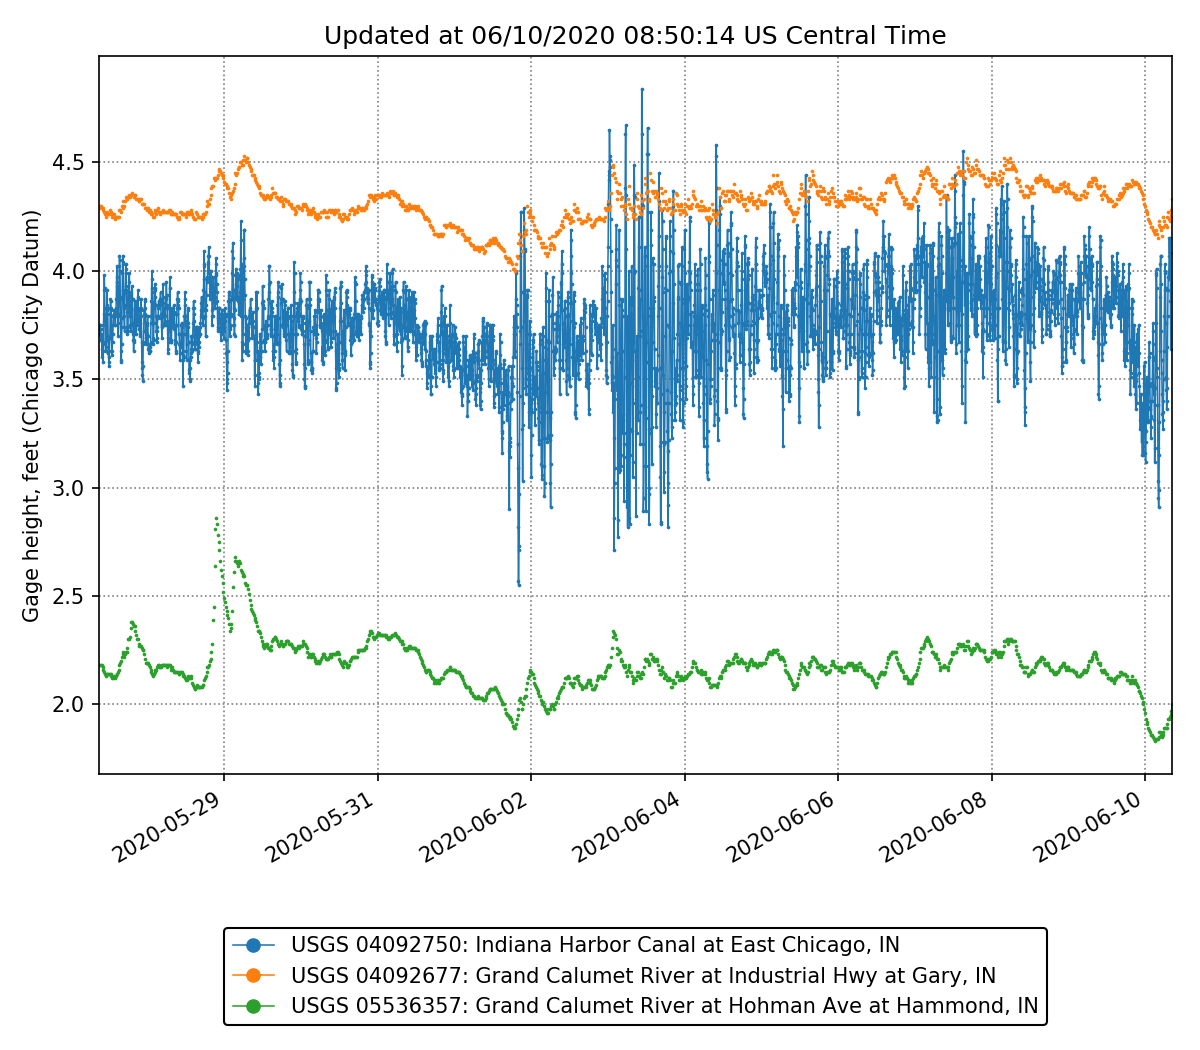 Updated at 06/10/2020 08:50:14 US Central Time
Gage height, feet (Chicago City Datum)
4.5
4.0
3.5
3.0
2.5
2.0
2020-05-29
2020-05-31
2020-06-02
2020-06-04
2020-06-06
2020-06-08
2020-06-10
USGS 04092750: Indiana Harbor Canal at East Chicago, IN
USGS 04092677: Grand Calumet River at Industrial Hwy at Gary, IN
USGS 05536357: Grand Calumet River at Hohman Ave at Hammond, IN